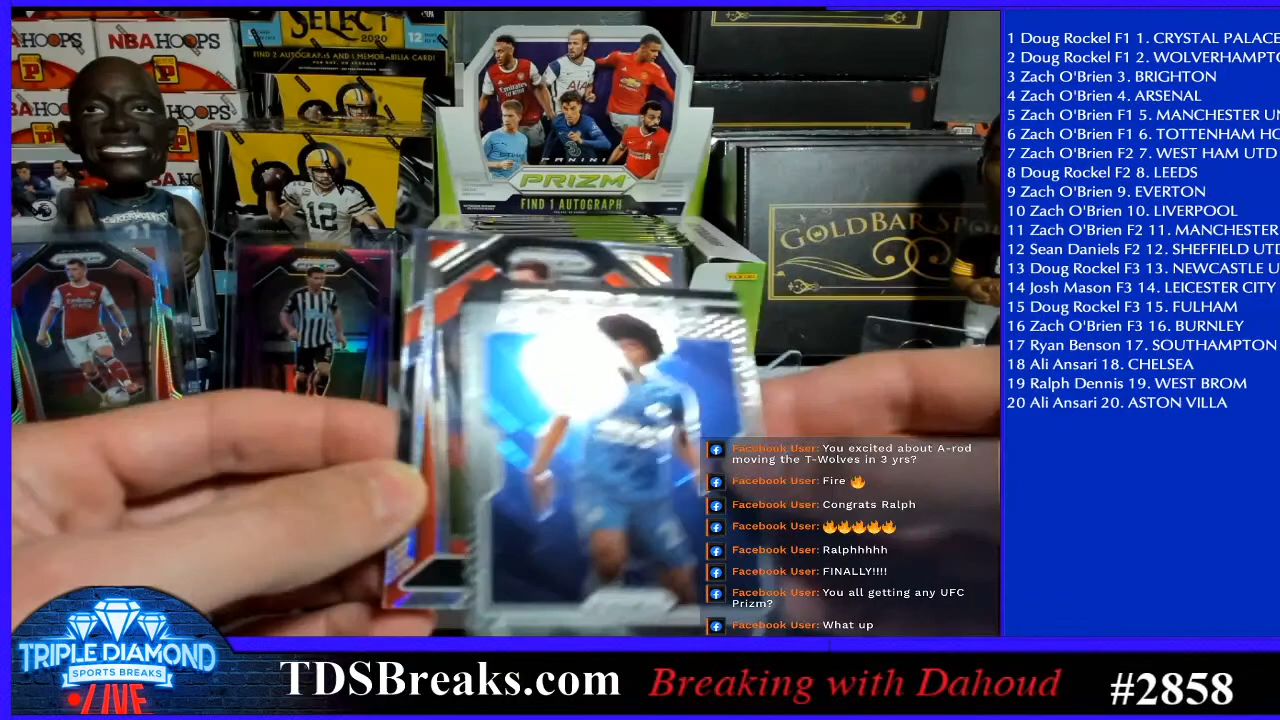 AHOOPS
NBAHOOPS
SELECT
2020
12
FIND 2 AUTOGRAPHS AND 1 MEMORABILIA CARD!
12
PANINI
PRIZM
FIND 1 AUTOGRAPH
GOLDBAR SPO
1 Doug Rockel F1 1. CRYSTAL PALACE
2 Doug Rockel F1 2. WOLVERHAMPTO
3 Zach O'Brien 3. BRIGHTON
4 Zach O'Brien 4. ARSENAL
5 Zach O'Brien F1 5. MANCHESTER UN
6 Zach O'Brien F1 6. TOTTENHAM HO
7 Zach O'Brien F2 7. WEST HAM UTD
8 Doug Rockel F2 8. LEEDS
9 Zach O'Brien 9. EVERTON
10 Zach O'Brien 10. LIVERPOOL
11 Zach O'Brien F2 11. MANCHESTER
12 Sean Daniels F2 12. SHEFFIELD UTD
13 Doug Rockel F3 13. NEWCASTLE U
14 Josh Mason F3 14. LEICESTER CITY
15 Doug Rockel F3 15. FULHAM
16 Zach O'Brien F3 16. BURNLEY
17 Ryan Benson 17. SOUTHAMPTON
18 Ali Ansari 18. CHELSEA
19 Ralph Dennis 19. WEST BROM
20 Ali Ansari 20. ASTON VILLA
Facebook User: You excited about A-rod
moving the T-Wolves in 3 yrs?
Facebook User: Fire 🔥
Facebook User: Congrats Ralph
Facebook User: 🔥🔥🔥🔥🔥
Facebook User: Ralphhhhh
Facebook User: FINALLY!!!!
Facebook User: You all getting any UFC
Prizm?
Facebook User: What up
TRIPLE DIAMOND
SPORTS BREAKS
LIVE
TDSBreaks.com
Breaking with Dahoud
#2858